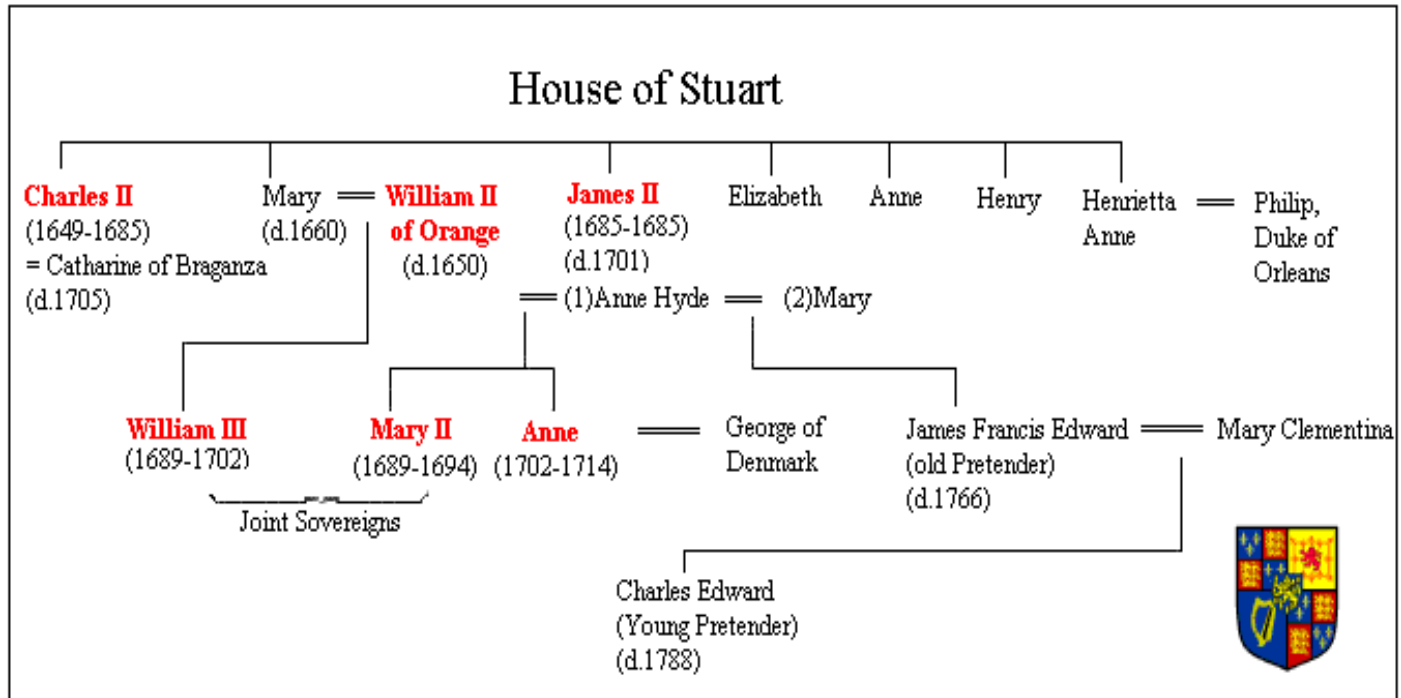 House of Stuart
Charles II
(1649-1685)
= Catharine of Braganza
(d.1705)
Mary
(d.1660)
William II
of Orange
(d.1650)
James II
(1685-1685)
(d.1701)
Elizabeth
Anne
Henry
Henrietta
Anne
Philip,
Duke of
Orleans
(1)Anne Hyde
(2)Mary
William III
(1689-1702)
Mary II
(1689-1694)
Joint Sovereigns
Anne
(1702-1714)
George of
Denmark
James Francis Edward
(old Pretender)
(d.1766)
Mary Clementina
Charles Edward
(Young Pretender)
(d.1788)